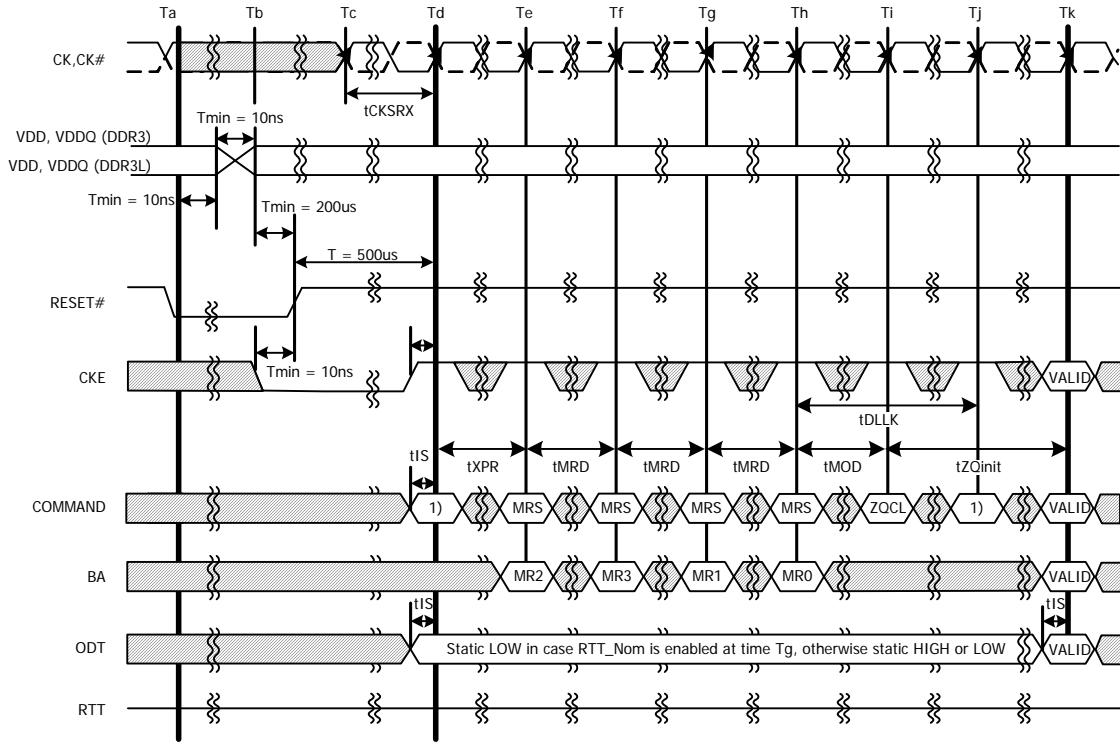 Ta Tb Tc Td Te Tf Tg Th Ti Tj Tk
CK,CK#
tCKSRX
Tmin = 10ns
VDD, VDDQ (DDR3)
VDD, VDDQ (DDR3L)
Tmin = 10ns
Tmin = 200us
T = 500us
RESET#
Tmin = 10ns
CKE
VALID
tDLLK
tIS
tXPR tMRD tMRD tMRD tMOD tZQinit
COMMAND 1) MRS MRS MRS MRS ZQCL 1) VALID
BA MR2 MR3 MR1 MR0 VALID
tIS tIS
ODT Static LOW in case RTT_Nom is enabled at time Tg, otherwise static HIGH or LOW VALID
RTT